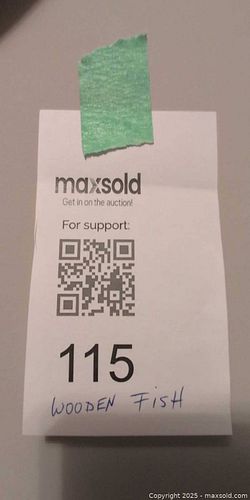 maxsold
Get in on the auction!
For support:
115
WOODEN FISH
Copyright 2025 - maxsold.com